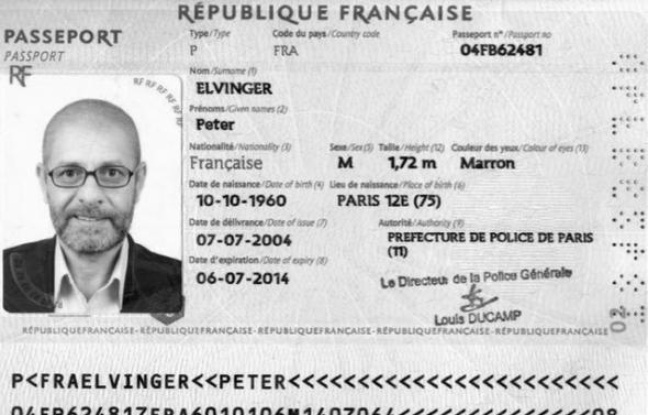 RÉPUBLIQUE FRANÇAISE
PASSEPORT
PASSPORT
Type/Type Code du pays/Country code Passeport n°/Passport no
P FRA 04FB62481
RF
Nom/Surname (1)
ELVINGER
Prénoms/Given names (2)
Peter
Nationalité/Nationality (3) Sexe/Sex (5) Taille/Height (12) Couleur des yeux/Colour of eyes (13)
Française M 1,72 m Marron
Date de naissance/Date of birth (4) Lieu de naissance/Place of birth (6)
10-10-1960 PARIS 12E (75)
Date de délivrance/Date of issue (7) Autorité/Authority (9)
07-07-2004 PREFECTURE DE POLICE DE PARIS
(11)
Date d'expiration/Date of expiry (8)
06-07-2014
Le Directeur de la Police Générale
Louis DUCAMP
RÉPUBLIQUEFRANÇAISE-RÉPUBLIQUEFRANÇAISE-RÉPUBLIQUEFRANÇAISE-RÉPUBLIQUEFRANÇAISE-RÉPUBLIQUEFRANÇAISE
02
P<FRAELVINGER<<PETER<<<<<<<<<<<<<<<<<<<<<<<<